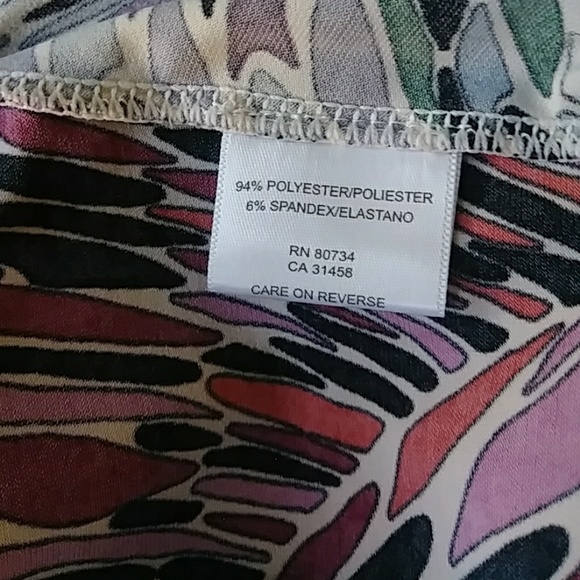 94% POLYESTER/POLIESTER
6% SPANDEX/ELASTANO
RN 80734
CA 31458
CARE ON REVERSE